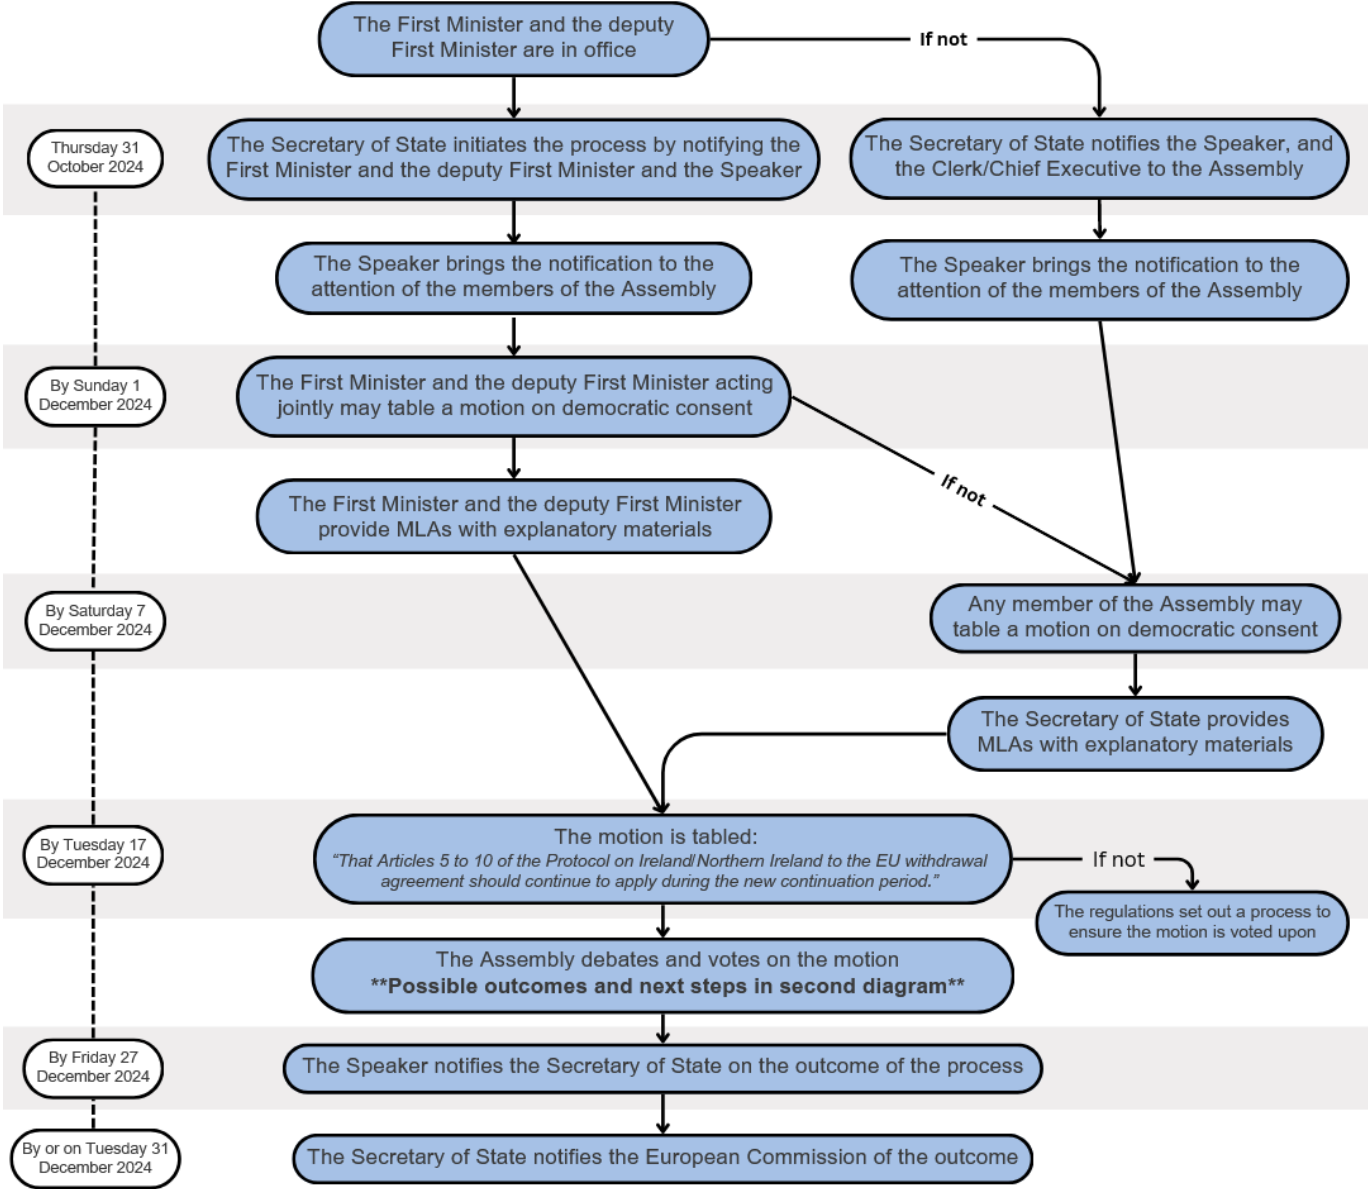 The First Minister and the deputy
First Minister are in office
If not
Thursday 31
October 2024
The Secretary of State initiates the process by notifying the
First Minister and the deputy First Minister and the Speaker
The Secretary of State notifies the Speaker, and
the Clerk/Chief Executive to the Assembly
The Speaker brings the notification to the
attention of the members of the Assembly
The Speaker brings the notification to the
attention of the members of the Assembly
By Sunday 1
December 2024
The First Minister and the deputy First Minister acting
jointly may table a motion on democratic consent
If not
The First Minister and the deputy First Minister
provide MLAs with explanatory materials
By Saturday 7
December 2024
Any member of the Assembly may
table a motion on democratic consent
The Secretary of State provides
MLAs with explanatory materials
By Tuesday 17
December 2024
The motion is tabled:
“That Articles 5 to 10 of the Protocol on Ireland/Northern Ireland to the EU withdrawal
agreement should continue to apply during the new continuation period.”
If not
The regulations set out a process to
ensure the motion is voted upon
The Assembly debates and votes on the motion
**Possible outcomes and next steps in second diagram**
By Friday 27
December 2024
The Speaker notifies the Secretary of State on the outcome of the process
By or on Tuesday 31
December 2024
The Secretary of State notifies the European Commission of the outcome